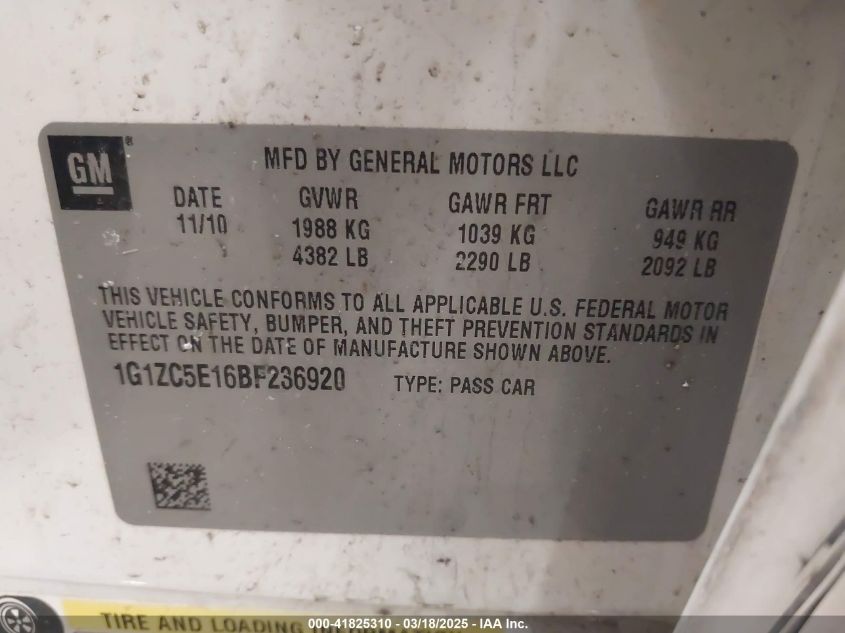 GM®
MFD BY GENERAL MOTORS LLC
DATE GVWR GAWR FRT GAWR RR
11/10 1988 KG 1039 KG 949 KG
4382 LB 2290 LB 2092 LB
THIS VEHICLE CONFORMS TO ALL APPLICABLE U.S. FEDERAL MOTOR
VEHICLE SAFETY, BUMPER, AND THEFT PREVENTION STANDARDS IN
EFFECT ON THE DATE OF MANUFACTURE SHOWN ABOVE.
1G1ZC5E16BF236920 TYPE: PASS CAR
TIRE AND LOADING INFORMATION
000-41825310 - 03/18/2025 - IAAI Inc.